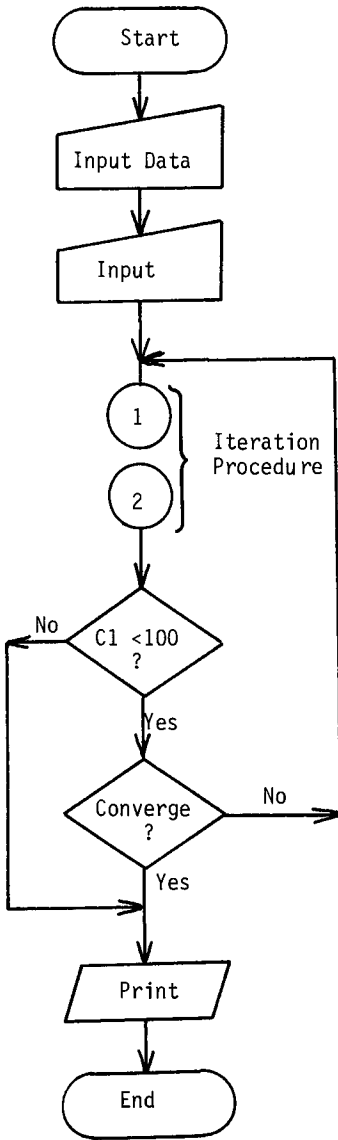 Start
Input Data
Input
1
2
Iteration
Procedure
C1 <100
?
No
Yes
Converge
?
No
Yes
Print
End